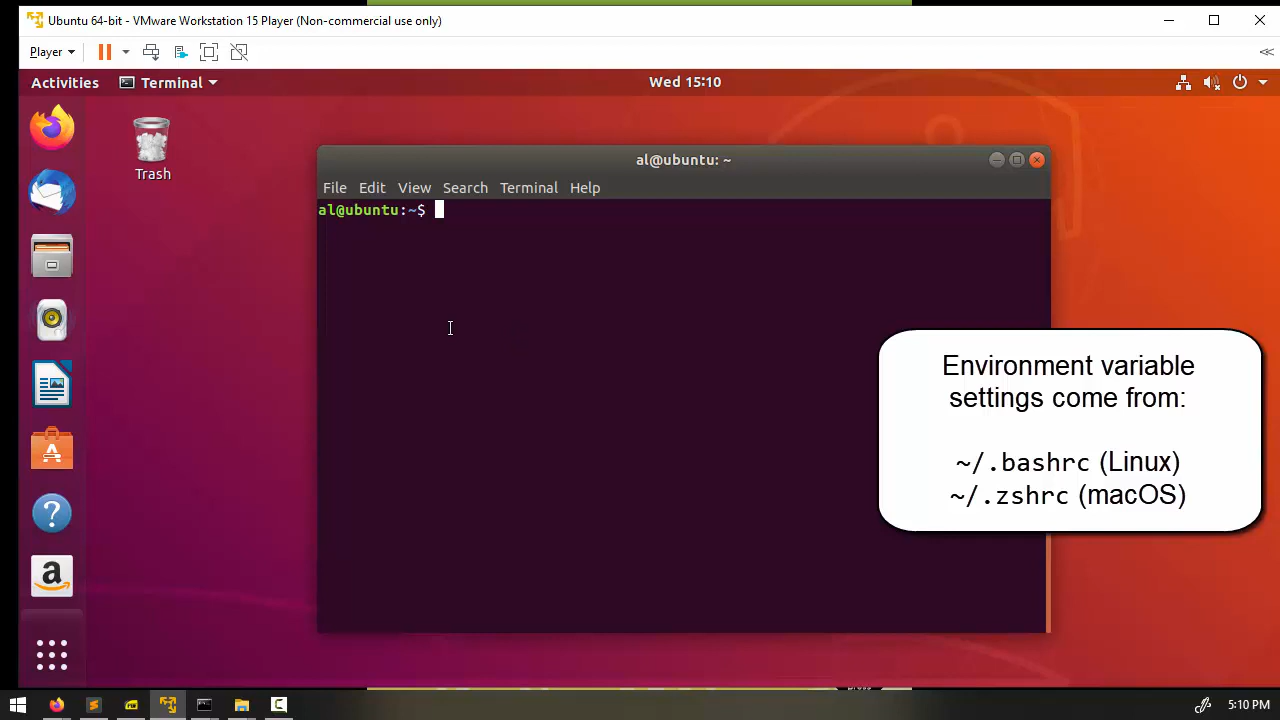 Ubuntu 64-bit - VMware Workstation 15 Player (Non-commercial use only)
Player
Activities
Terminal
Wed 15:10
Trash
al@ubuntu: ~
File Edit View Search Terminal Help
al@ubuntu:~$
Environment variable
settings come from:
~/.bashrc (Linux)
~/.zshrc (macOS)
5:10 PM